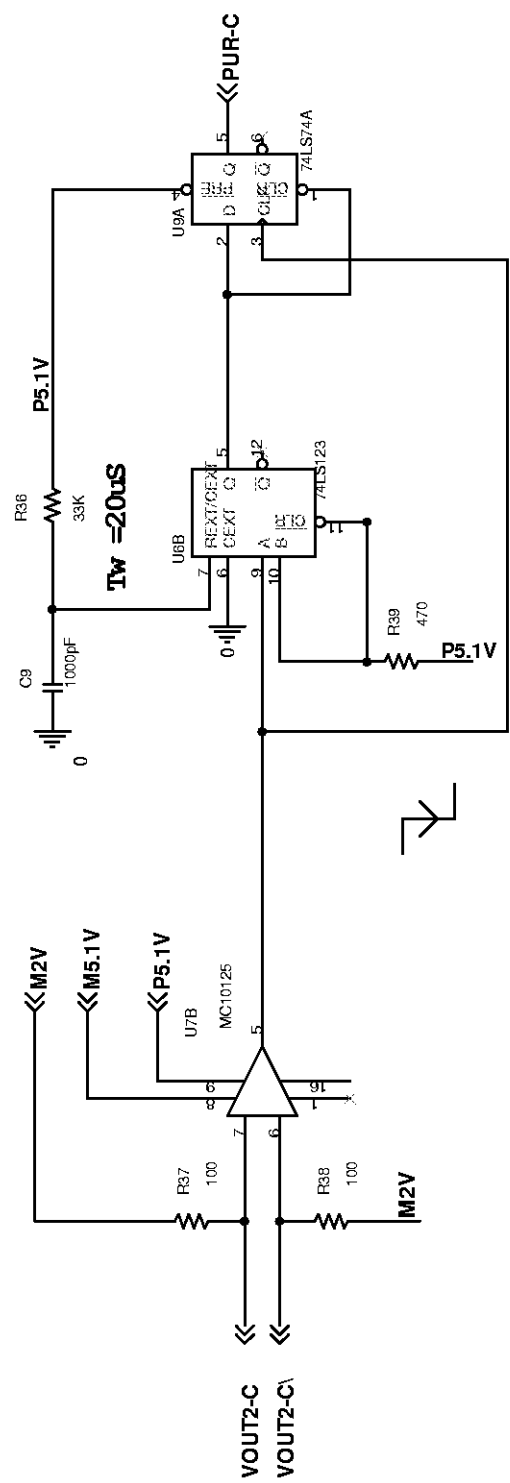 VOUT2-C
VOUT2-C\
R37
100
R38
100
M2V
M2V
M5.1V
P5.1V
U7B
MC10125
7
6
8
9
1
16
5
C9
1000pF
0
R36
33K
P5.1V
Tw =20uS
U6B
7
6
9
10
REXT/CEXT
CEXT
A
B
Q
Q
CLR
5
12
11
74LS123
0
R39
470
P5.1V
U9A
2
3
4
1
D
CLK
PRE
CLR
Q
Q
5
6
74LS74A
PUR-C